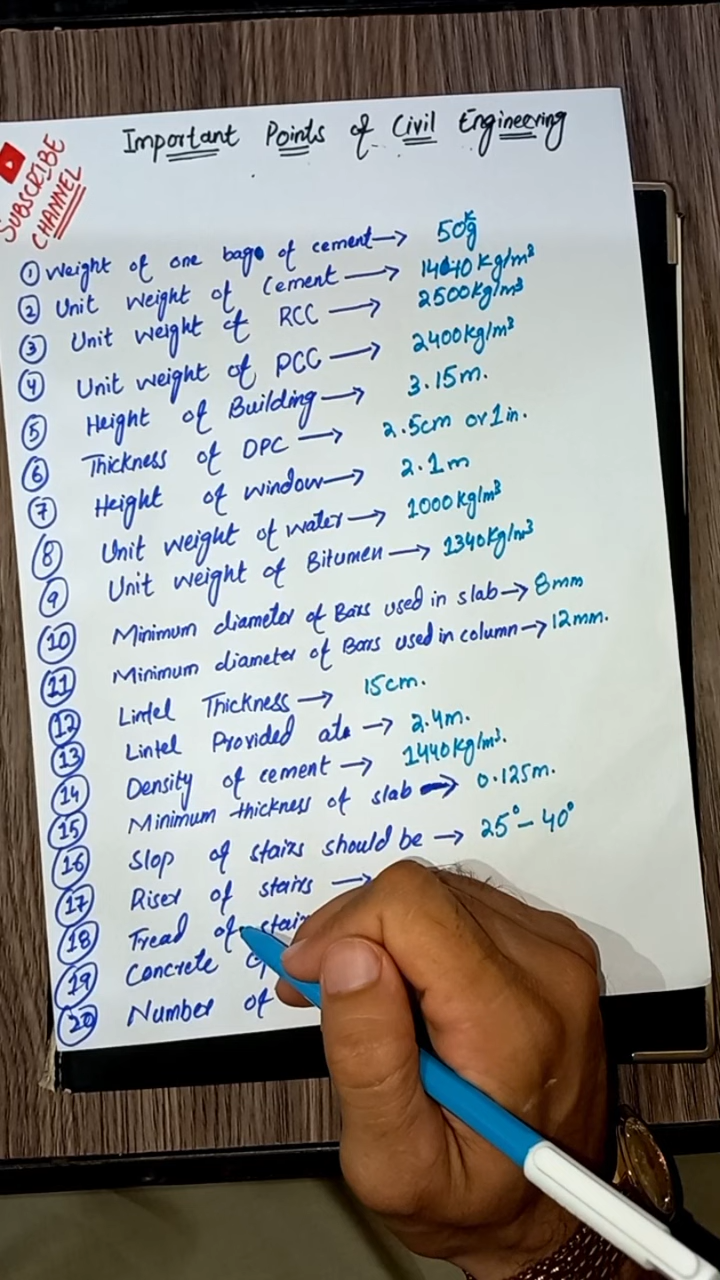 Important Points of Civil Engineering
SUBSCRIBE
CHANNEL
① Weight of one bag of cement → 50kg
② Unit Weight of Cement → 1440 kg/m³
③ Unit weight of RCC → 2500kg/m³
④ Unit weight of PCC → 2400kg/m³
⑤ Height of Building → 3.15m.
⑥ Thickness of DPC → 2.5cm or 1in.
⑦ Height of window → 2.1m
⑧ Unit weight of water → 1000kg/m³
⑨ Unit weight of Bitumen → 1340kg/m³
⑩ Minimum diameter of Bars used in slab → 8mm
⑪ Minimum diameter of Bars used in column → 12mm.
⑫ Lintel Thickness → 15cm.
⑬ Lintel Provided at → 2.4m.
⑭ Density of cement → 1440kg/m³.
⑮ Minimum thickness of slab → 0.125m.
⑯ Slop of stairs should be → 25° - 40°
⑰ Riser of stairs →
⑱ Tread of stairs
⑲ Concrete
⑳ Number of